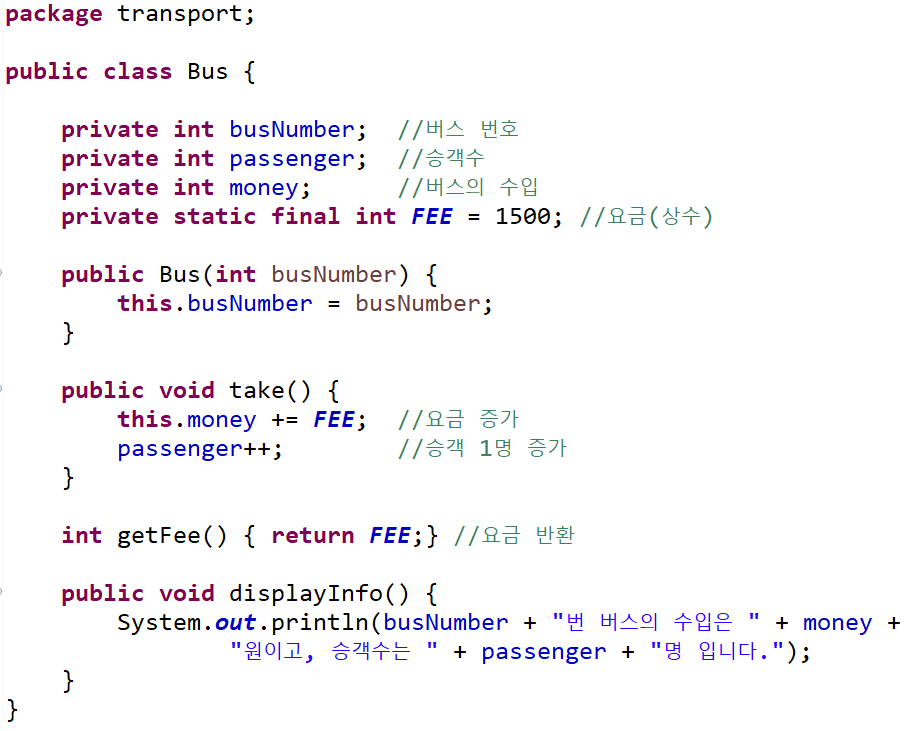 package transport;
public class Bus {
private int busNumber;  //버스 번호
private int passenger;  //승객수
private int money;      //버스의 수입
private static final int FEE = 1500; //요금(상수)
public Bus(int busNumber) {
this.busNumber = busNumber;
}
public void take() {
this.money += FEE;  //요금 증가
passenger++;        //승객 1명 증가
}
int getFee() { return FEE;} //요금 반환
public void displayInfo() {
System.out.println(busNumber + "번 버스의 수입은 " + money +
"원이고, 승객수는 " + passenger + "명 입니다.");
}
}